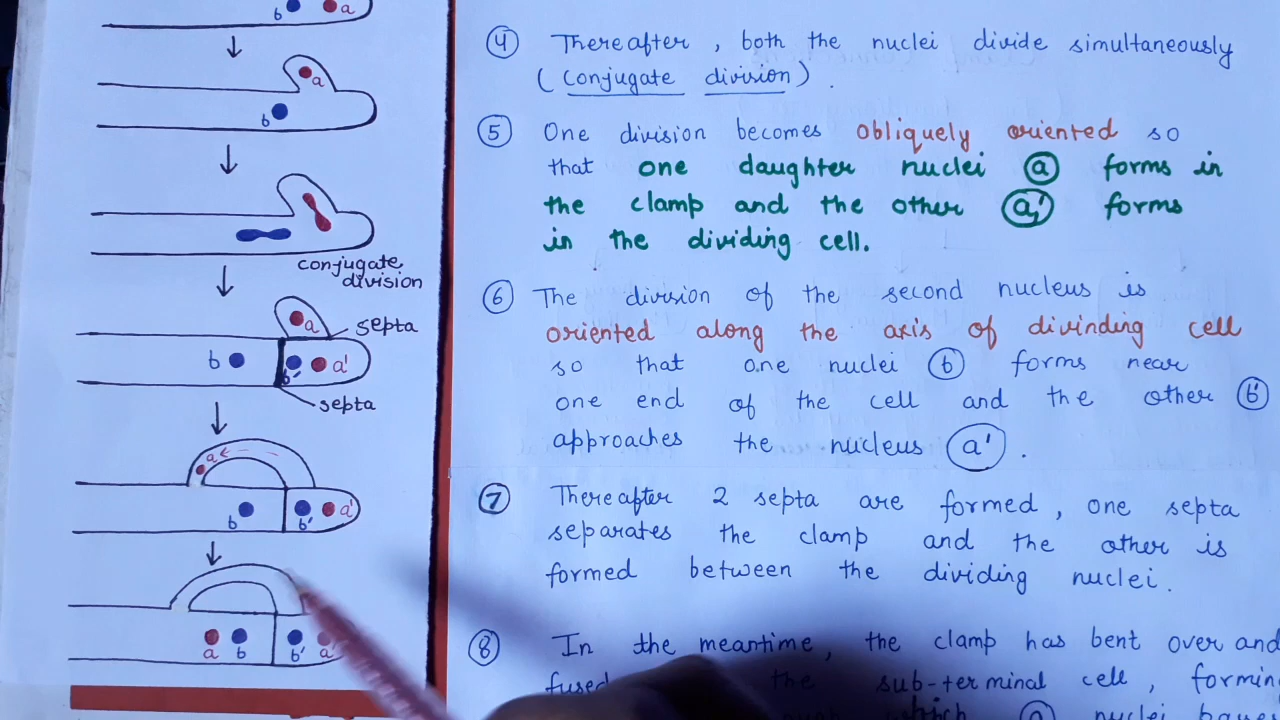 b a
a
b
conjugate
division
a septa
b b' a'
septa
a
b b' a'
a b b' a
④ Thereafter , both the nuclei divide simultaneously
(conjugate division) .
⑤ One division becomes obliquely oriented so
that one daughter nuclei ⓐ forms in
the clamp and the other a' forms
in the dividing cell.
⑥ The division of the second nucleus is
oriented along the axis of divinding cell
so that one nuclei ⓑ forms near
one end of the cell and the other b'
approaches the nucleus a' .
⑦ Thereafter 2 septa are formed , one septa
separates the clamp and the other is
formed between the dividing nuclei.
⑧ In the meantime, the clamp has bent over and
fused the sub-terminal cell , forming
which ⓐ nuclei